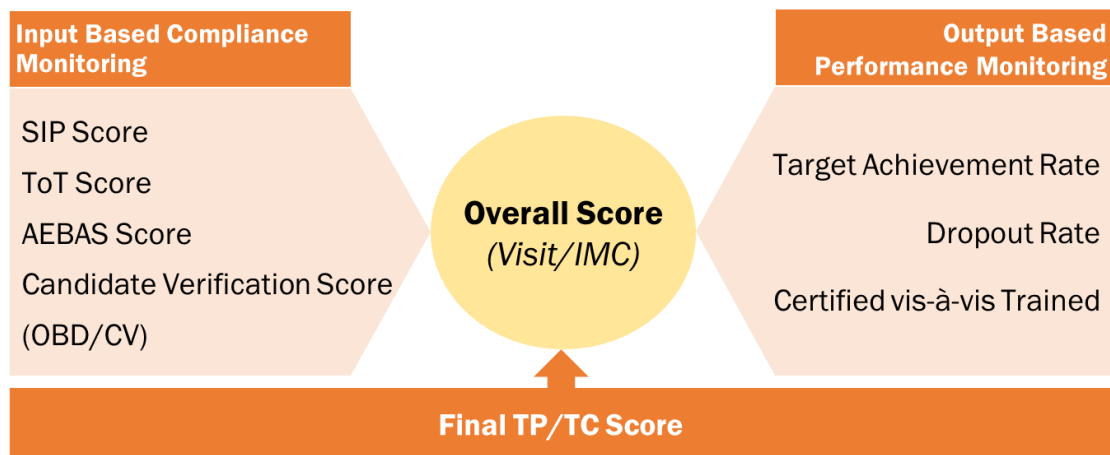 Input Based Compliance
Monitoring
SIP Score
ToT Score
AEBAS Score
Candidate Verification Score
(OBD/CV)
Overall Score
(Visit/IMC)
Output Based
Performance Monitoring
Target Achievement Rate
Dropout Rate
Certified vis-à-vis Trained
Final TP/TC Score